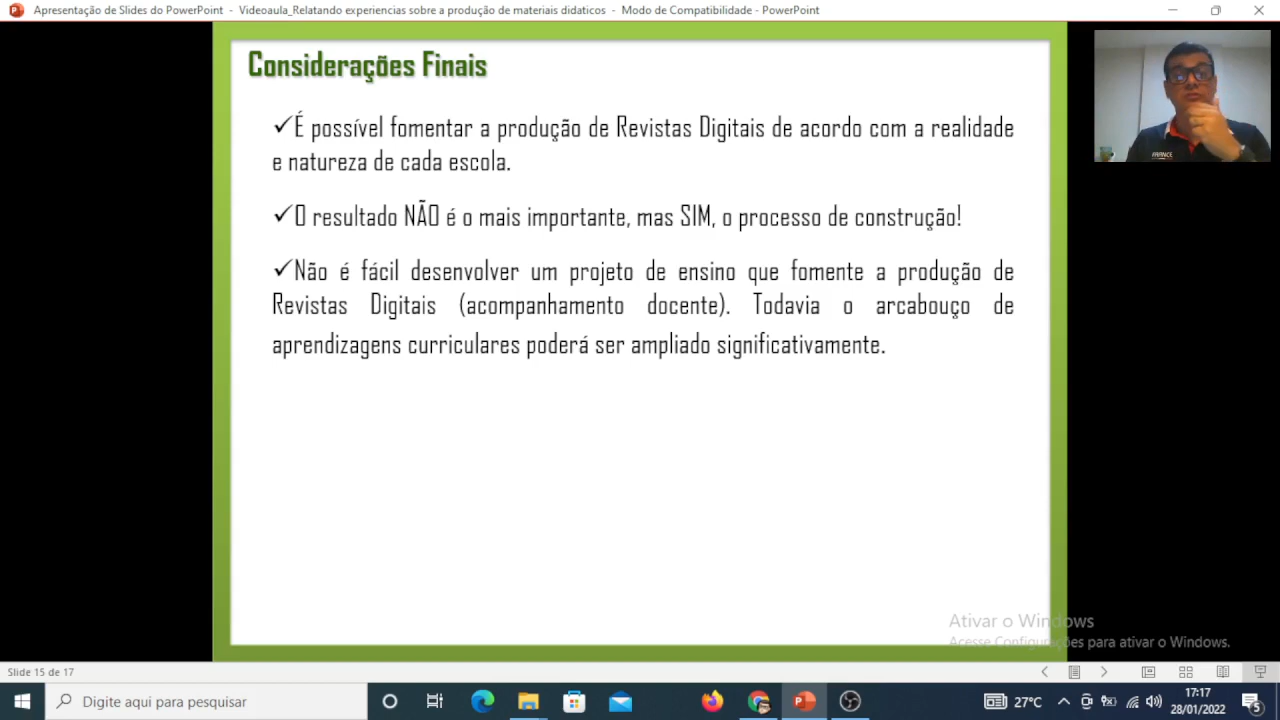 Apresentação de Slides do PowerPoint - Videoaula_Relatando experiencias sobre a produção de materiais didaticos - Modo de Compatibilidade - PowerPoint
Considerações Finais
✓É possível fomentar a produção de Revistas Digitais de acordo com a realidade
e natureza de cada escola.
✓O resultado NÃO é o mais importante, mas SIM, o processo de construção!
✓Não é fácil desenvolver um projeto de ensino que fomente a produção de
Revistas Digitais (acompanhamento docente). Todavia o arcabouço de
aprendizagens curriculares poderá ser ampliado significativamente.
FRANCE
Ativar o Windows
Acesse Configurações para ativar o Windows.
Slide 15 de 17
Digite aqui para pesquisar
27°C
17:17
28/01/2022
5